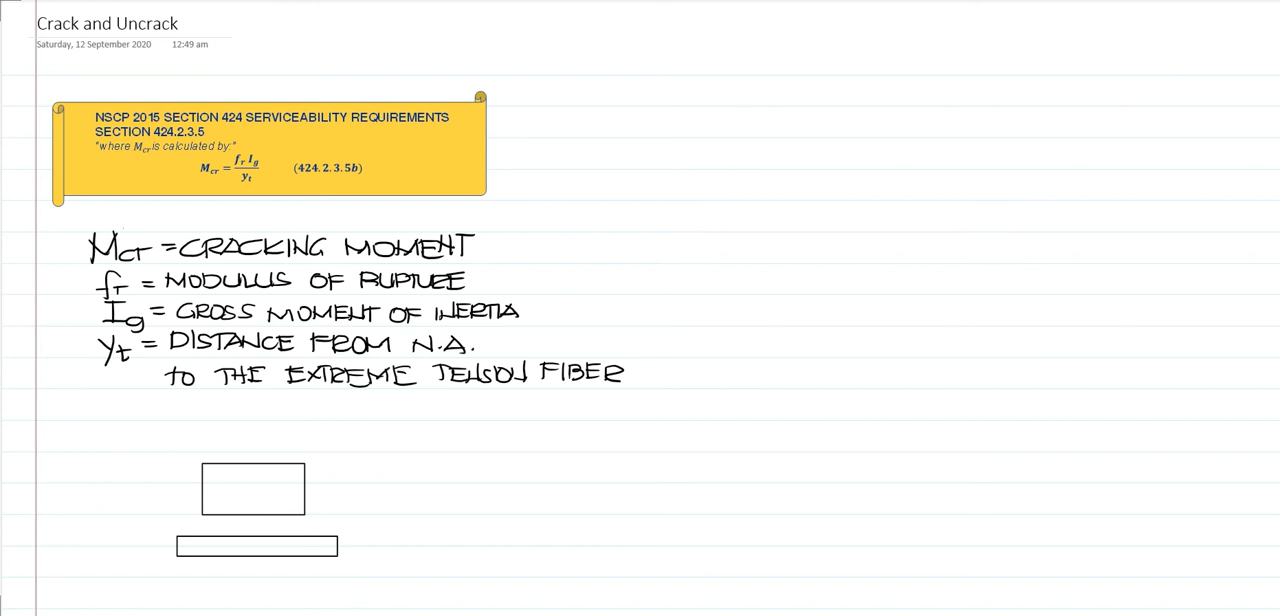 Crack and Uncrack
Saturday, 12 September 2020 12:49 am
NSCP 2015 SECTION 424 SERVICEABILITY REQUIREMENTS
SECTION 424.2.3.5
"where Mcr is calculated by:"
Mcr = fr Ig / yt (424.2.3.5b)
Mcr = CRACKING MOMENT
fr = MODULUS OF RUPTURE
Ig = GROSS MOMENT OF INERTIA
yt = DISTANCE FROM N.A.
TO THE EXTREME TENSION FIBER